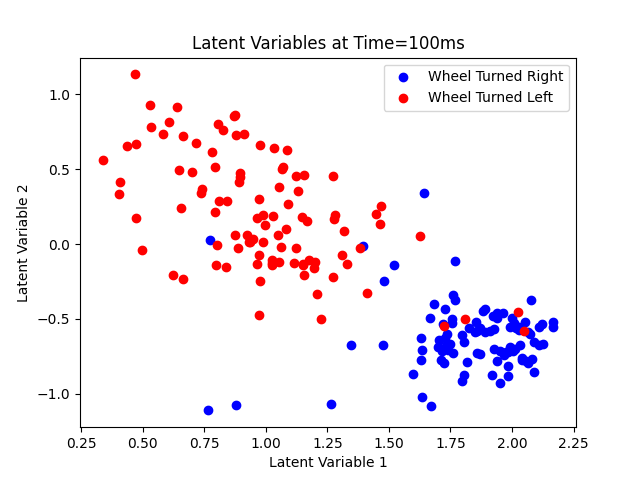 Latent Variables at Time=100ms
Wheel Turned Right
Wheel Turned Left
Latent Variable 2
1.0
0.5
0.0
−0.5
−1.0
0.25 0.50 0.75 1.00 1.25 1.50 1.75 2.00 2.25
Latent Variable 1